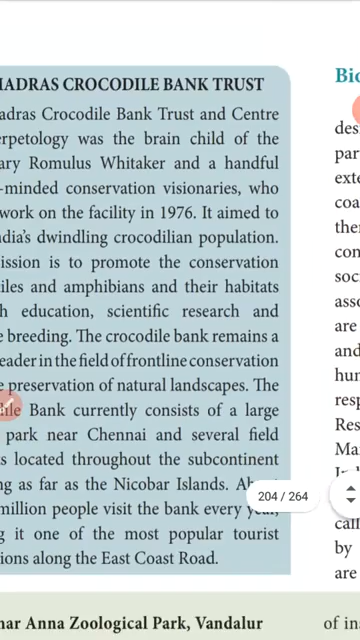 MADRAS CROCODILE BANK TRUST
adras Crocodile Bank Trust and Centre
erpetology was the brain child of the
ary Romulus Whitaker and a handful
-minded conservation visionaries, who
work on the facility in 1976. It aimed to
dia's dwindling crocodilian population.
ission is to promote the conservation
iles and amphibians and their habitats
h education, scientific research and
e breeding. The crocodile bank remains a
eader in the field of frontline conservation
e preservation of natural landscapes. The
Bank currently consists of a large
park near Chennai and several field
ts located throughout the subcontinent
ng as far as the Nicobar Islands.
million people visit the bank every year,
g it one of the most popular tourist
ions along the East Coast Road.
nar Anna Zoological Park, Vandalur
Bio
des
par
exte
coa
the
con
soci
asso
are
and
hum
resp
Res
Ma
call
by
are
of in
204 / 264